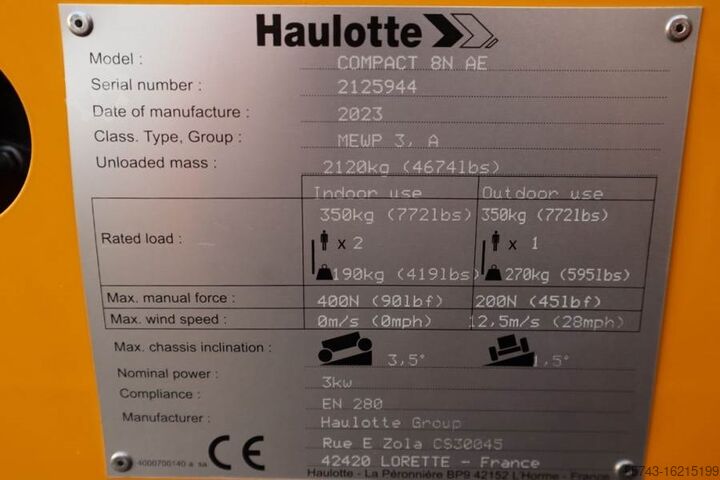 Haulotte
Model : COMPACT 8N AE
Serial number : 2125944
Date of manufacture : 2023
Class. Type, Group : MEWP 3, A
Unloaded mass : 2120kg (4674lbs)
Indoor use Outdoor use
Rated load : 350kg (772lbs) 350kg (772lbs)
x 2 x 1
190kg (419lbs) 270kg (595lbs)
Max. manual force : 400N (90lbf) 200N (45lbf)
Max. wind speed : 0m/s (0mph) 12,5m/s (28mph)
Max. chassis inclination : 3,5° 1,5°
Nominal power : 3kw
Compliance : EN 280
Manufacturer : Haulotte Group
Rue E Zola CS30045
4000700140 a sa CE 42420 LORETTE - France
Haulotte - La Péronnière BP9 42152 L'Horme - France
5743-16215199